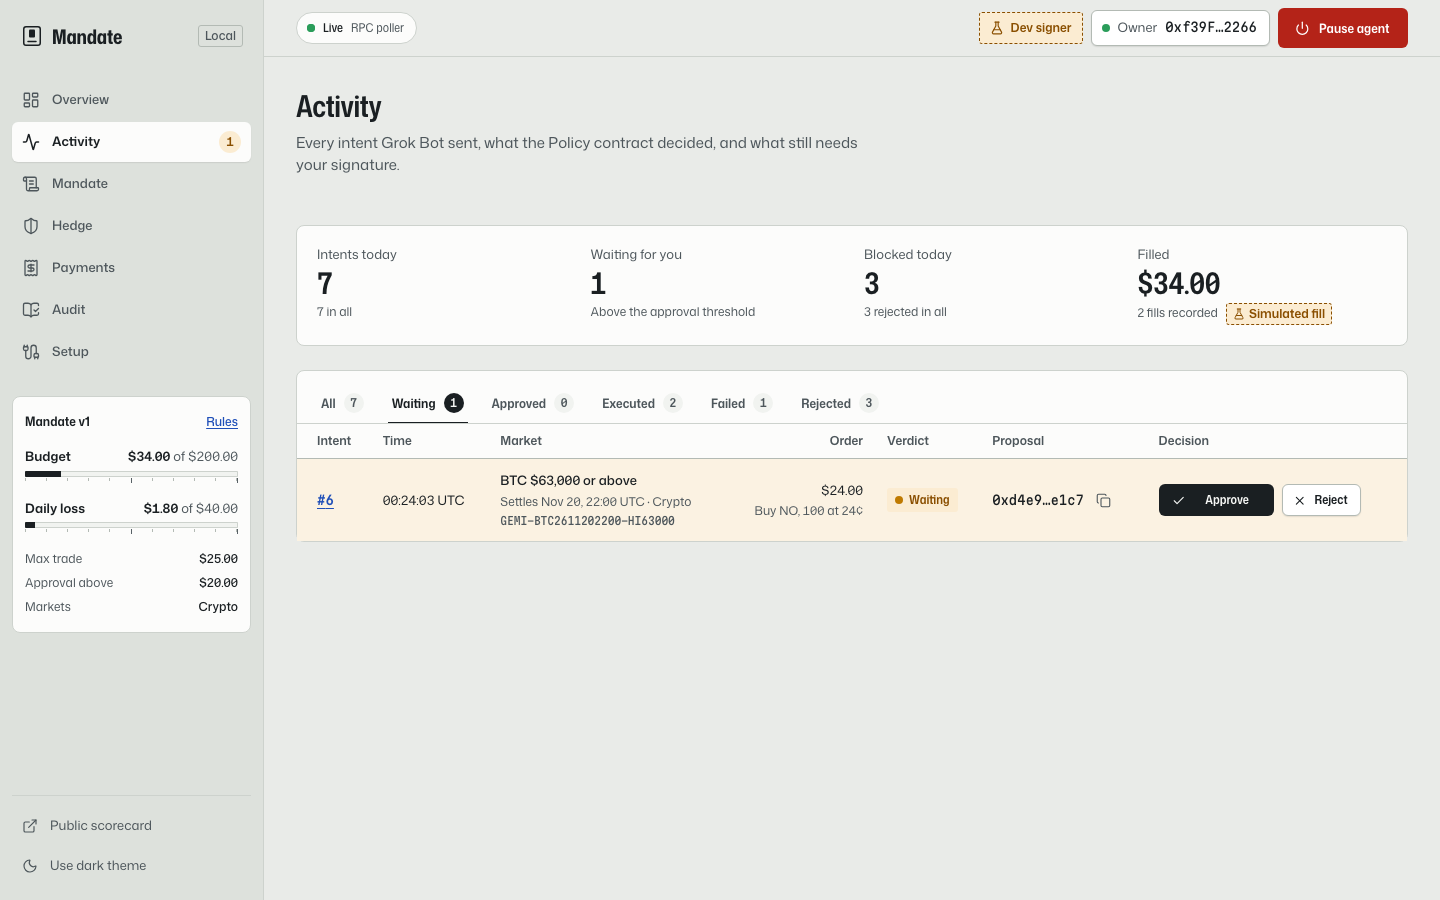 Mandate
Local
Overview
Activity 1
Mandate
Hedge
Payments
Audit
Setup
Mandate v1 Rules
Budget $34.00 of $200.00
Daily loss $1.80 of $40.00
Max trade $25.00
Approval above $20.00
Markets Crypto
Public scorecard
Use dark theme
Live RPC poller
Dev signer
Owner 0xf39F…2266
Pause agent
Activity
Every intent Grok Bot sent, what the Policy contract decided, and what still needs
your signature.
Intents today
7
7 in all
Waiting for you
1
Above the approval threshold
Blocked today
3
3 rejected in all
Filled
$34.00
2 fills recorded Simulated fill
All 7 Waiting 1 Approved 0 Executed 2 Failed 1 Rejected 3
Intent Time Market Order Verdict Proposal Decision
#6
00:24:03 UTC
BTC $63,000 or above
Settles Nov 20, 22:00 UTC · Crypto
GEMI-BTC2611202200-HI63000
$24.00
Buy NO, 100 at 24¢
Waiting
0xd4e9…e1c7
Approve
Reject